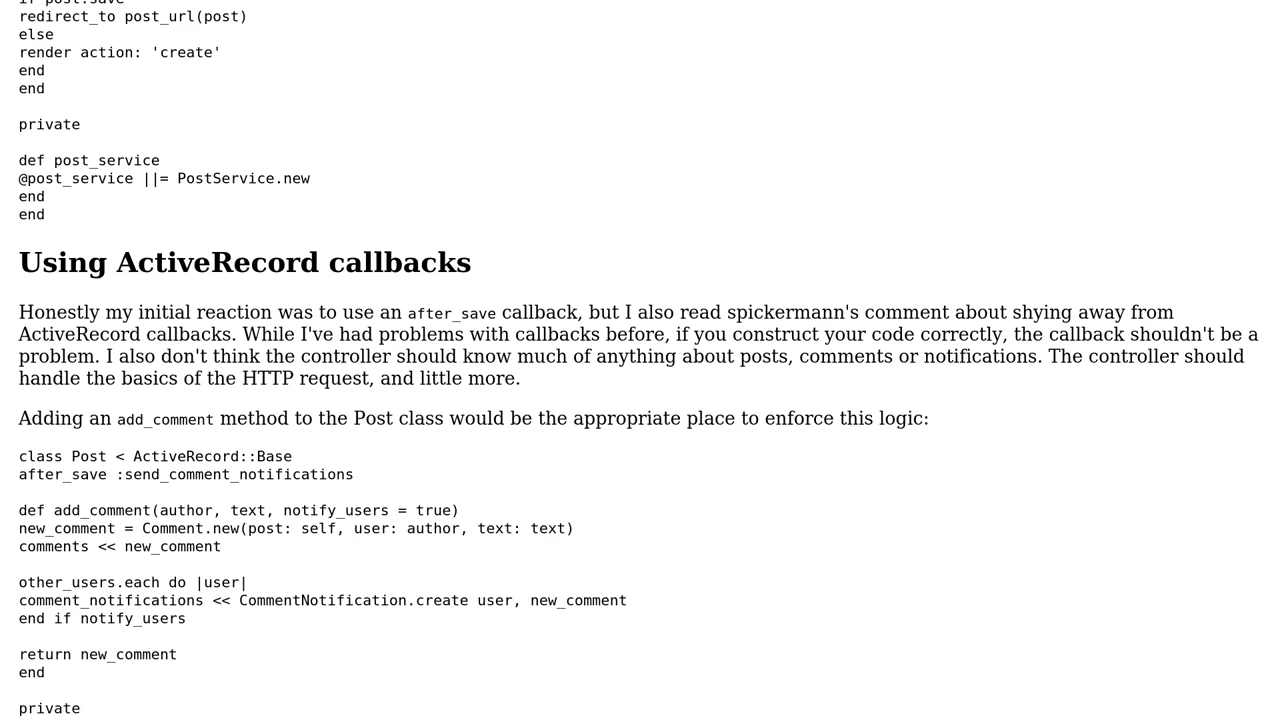 if post.save
redirect_to post_url(post)
else
render action: 'create'
end
end

private

def post_service
@post_service ||= PostService.new
end
end

Using ActiveRecord callbacks

Honestly my initial reaction was to use an after_save callback, but I also read spickermann's comment about shying away from
ActiveRecord callbacks. While I've had problems with callbacks before, if you construct your code correctly, the callback shouldn't be a
problem. I also don't think the controller should know much of anything about posts, comments or notifications. The controller should
handle the basics of the HTTP request, and little more.

Adding an add_comment method to the Post class would be the appropriate place to enforce this logic:

class Post < ActiveRecord::Base
after_save :send_comment_notifications

def add_comment(author, text, notify_users = true)
new_comment = Comment.new(post: self, user: author, text: text)
comments << new_comment

other_users.each do |user|
comment_notifications << CommentNotification.create user, new_comment
end if notify_users

return new_comment
end

private